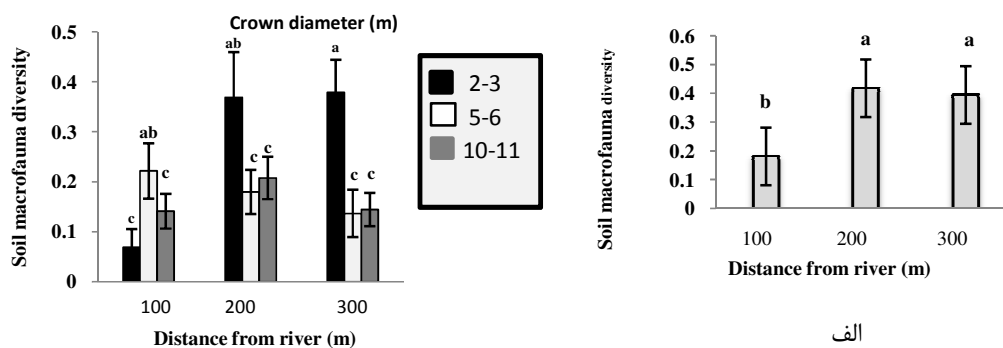 Crown diameter (m)
Soil macrofauna diversity
0.5
0.4
0.3
0.2
0.1
0
c
ab
c
ab
c
c
a
c
c
100
200
300
Distance from river (m)
2-3
5-6
10-11
Soil macrofauna diversity
0.6
0.5
0.4
0.3
0.2
0.1
0
b
a
a
100
200
300
Distance from river (m)
الف